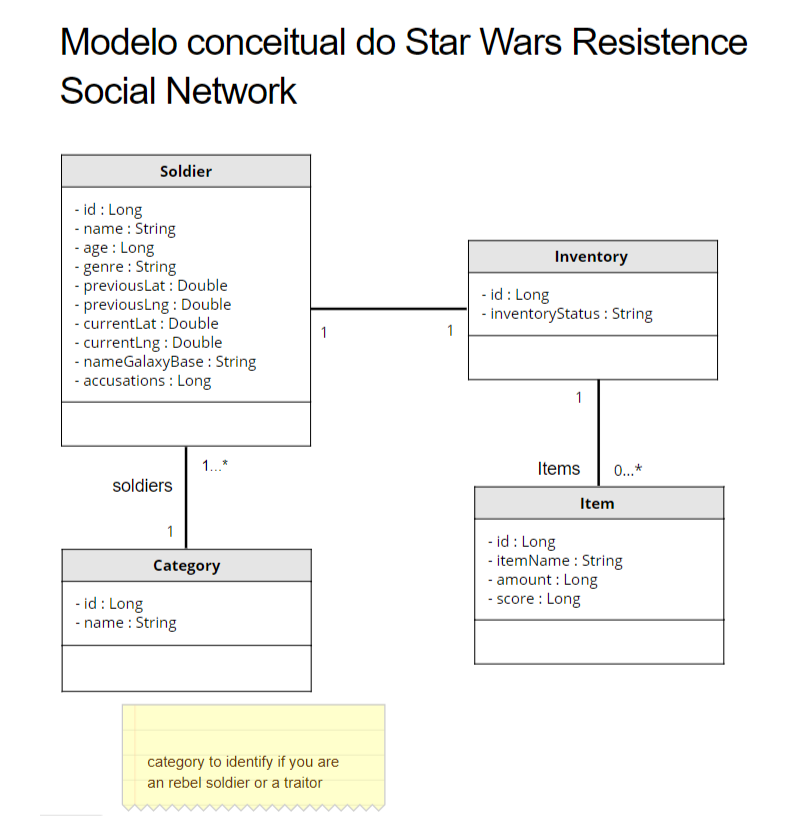 Modelo conceitual do Star Wars Resistence
Social Network
Soldier
- id : Long
- name : String
- age : Long
- genre : String
- previousLat : Double
- previousLng : Double
- currentLat : Double
- currentLng : Double
- nameGalaxyBase : String
- accusations : Long
1
1
Inventory
- id : Long
- inventoryStatus : String
1
Items
0...*
Item
- id : Long
- itemName : String
- amount : Long
- score : Long
1...*
soldiers
1
Category
- id : Long
- name : String
category to identify if you are
an rebel soldier or a traitor